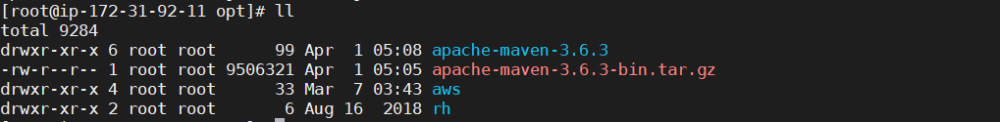 [root@ip-172-31-92-11 opt]# ll
total 9284
drwxr-xr-x 6 root root      99 Apr  1 05:08 apache-maven-3.6.3
-rw-r--r-- 1 root root 9506321 Apr  1 05:05 apache-maven-3.6.3-bin.tar.gz
drwxr-xr-x 4 root root      33 Mar  7 03:43 aws
drwxr-xr-x 2 root root       6 Aug 16  2018 rh